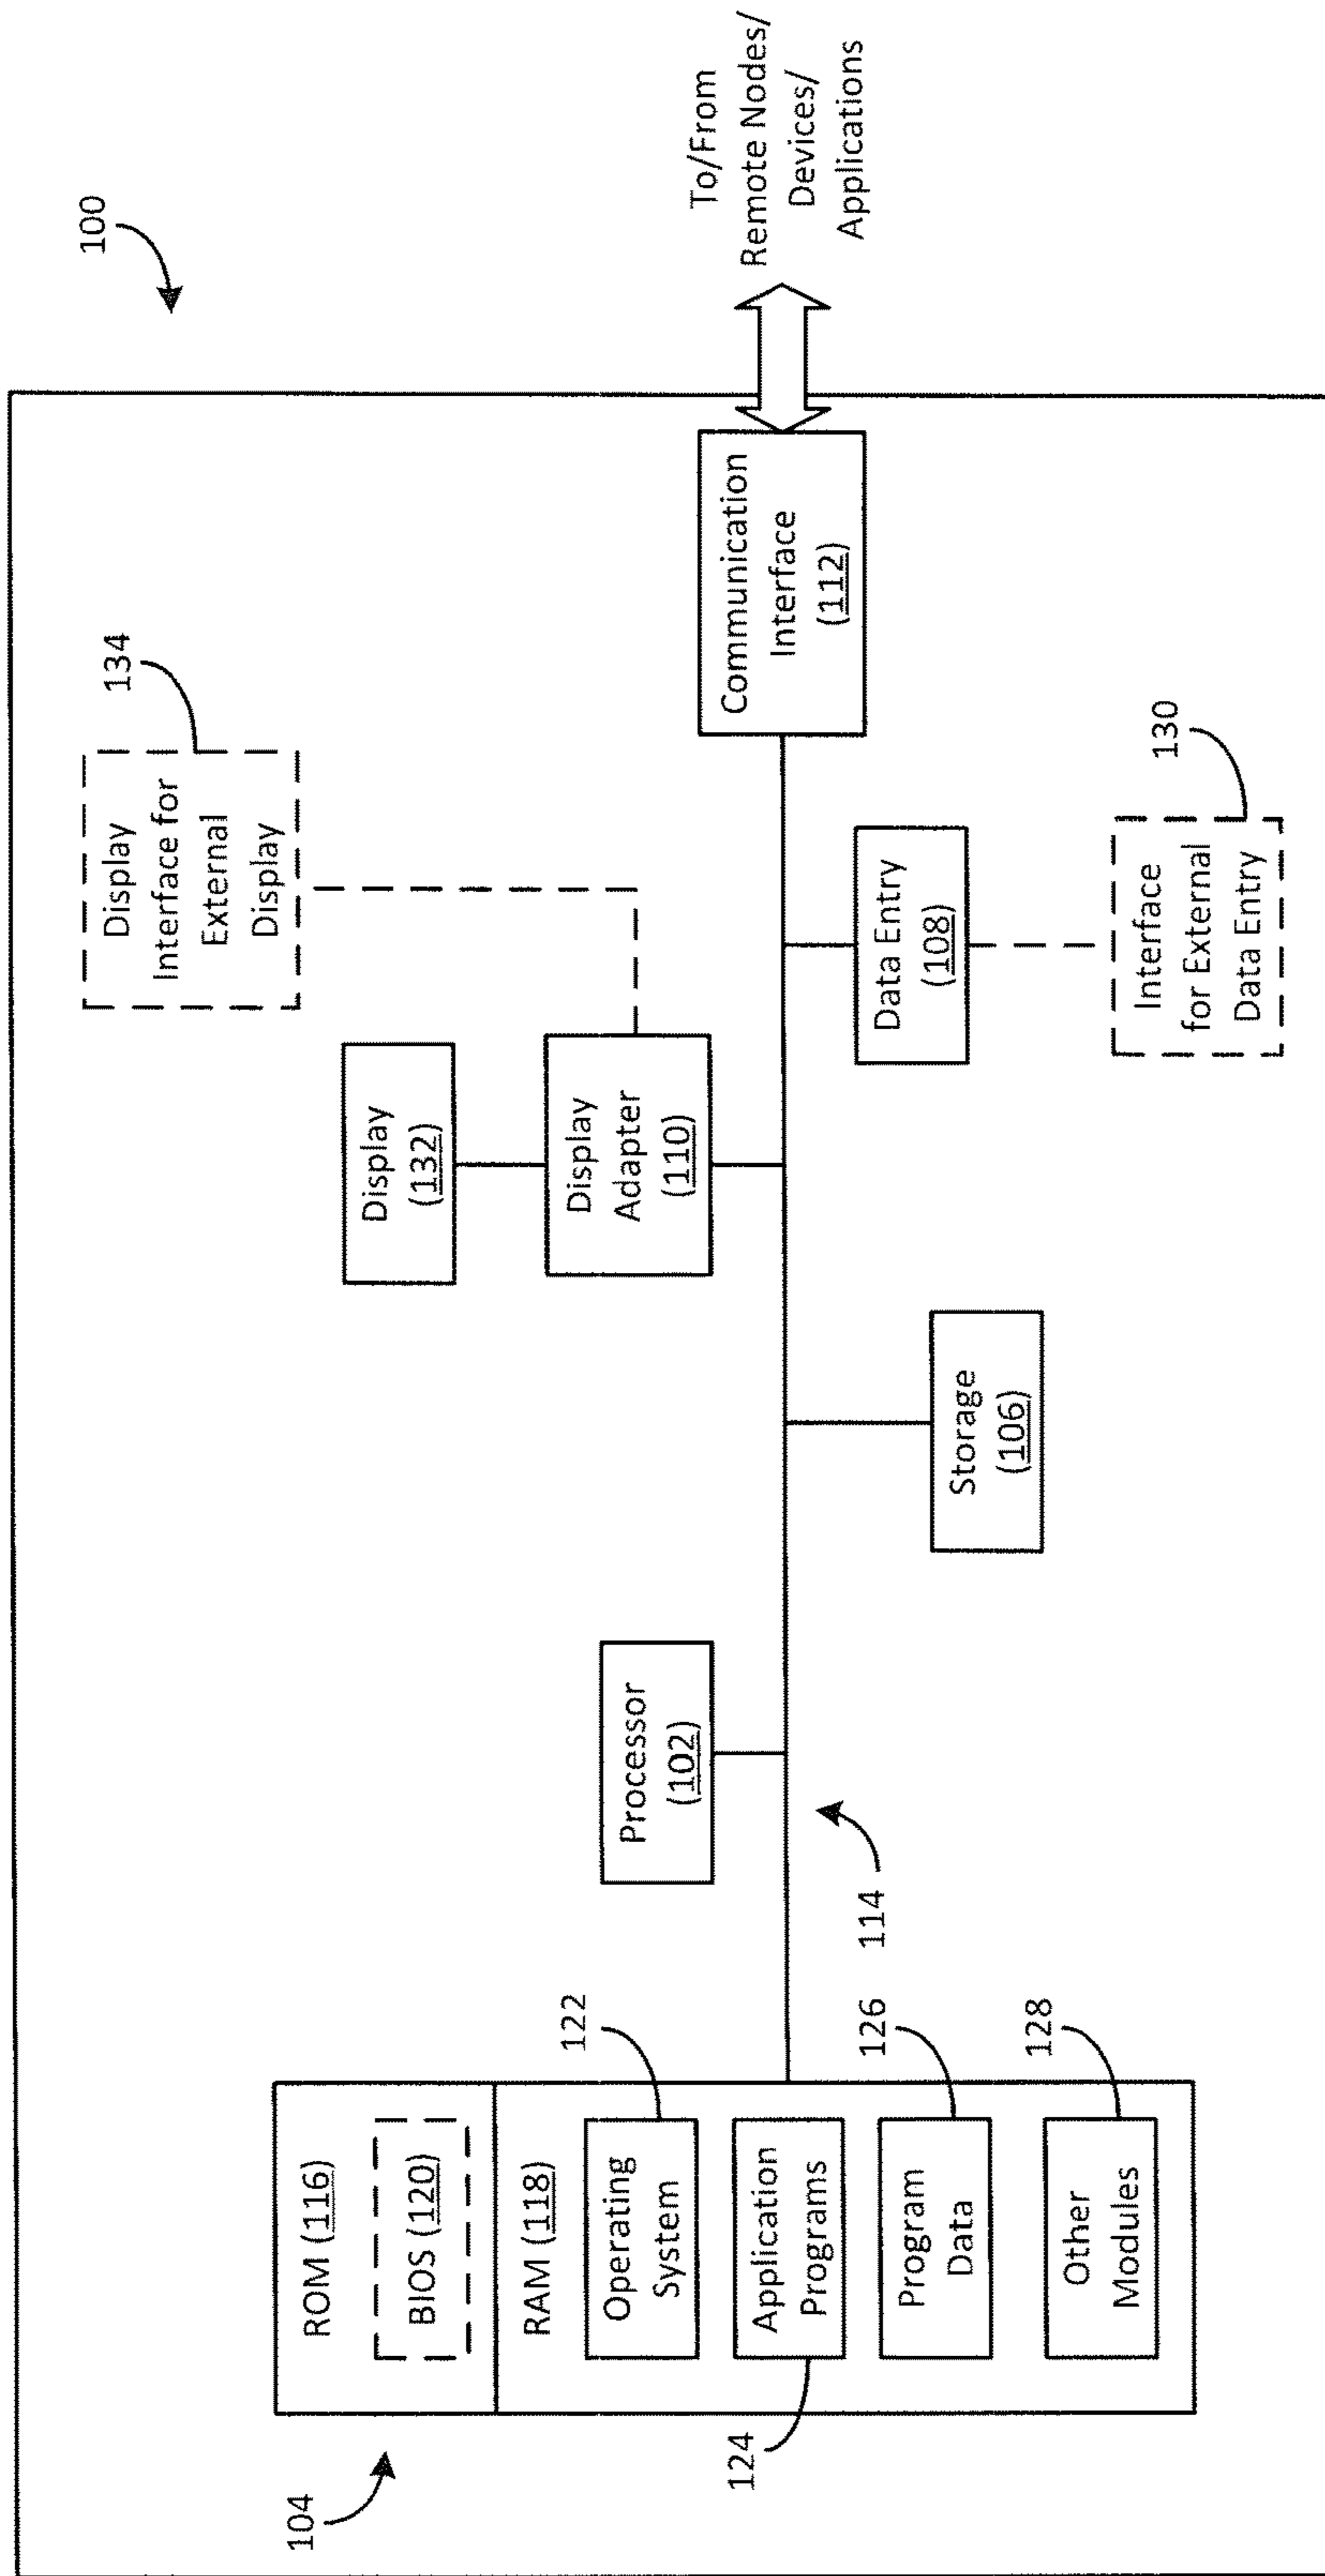 100
104
ROM (116)
BIOS (120)
RAM (118)
Operating
System
122
Application
Programs
124
Program
Data
126
Other
Modules
128
Processor
(102)
114
Storage
(106)
Display
(132)
Display
Adapter
(110)
Display
Interface for
External
Display
134
Data Entry
(108)
Interface
for External
Data Entry
130
Communication
Interface
(112)
To/From
Remote Nodes/
Devices/
Applications